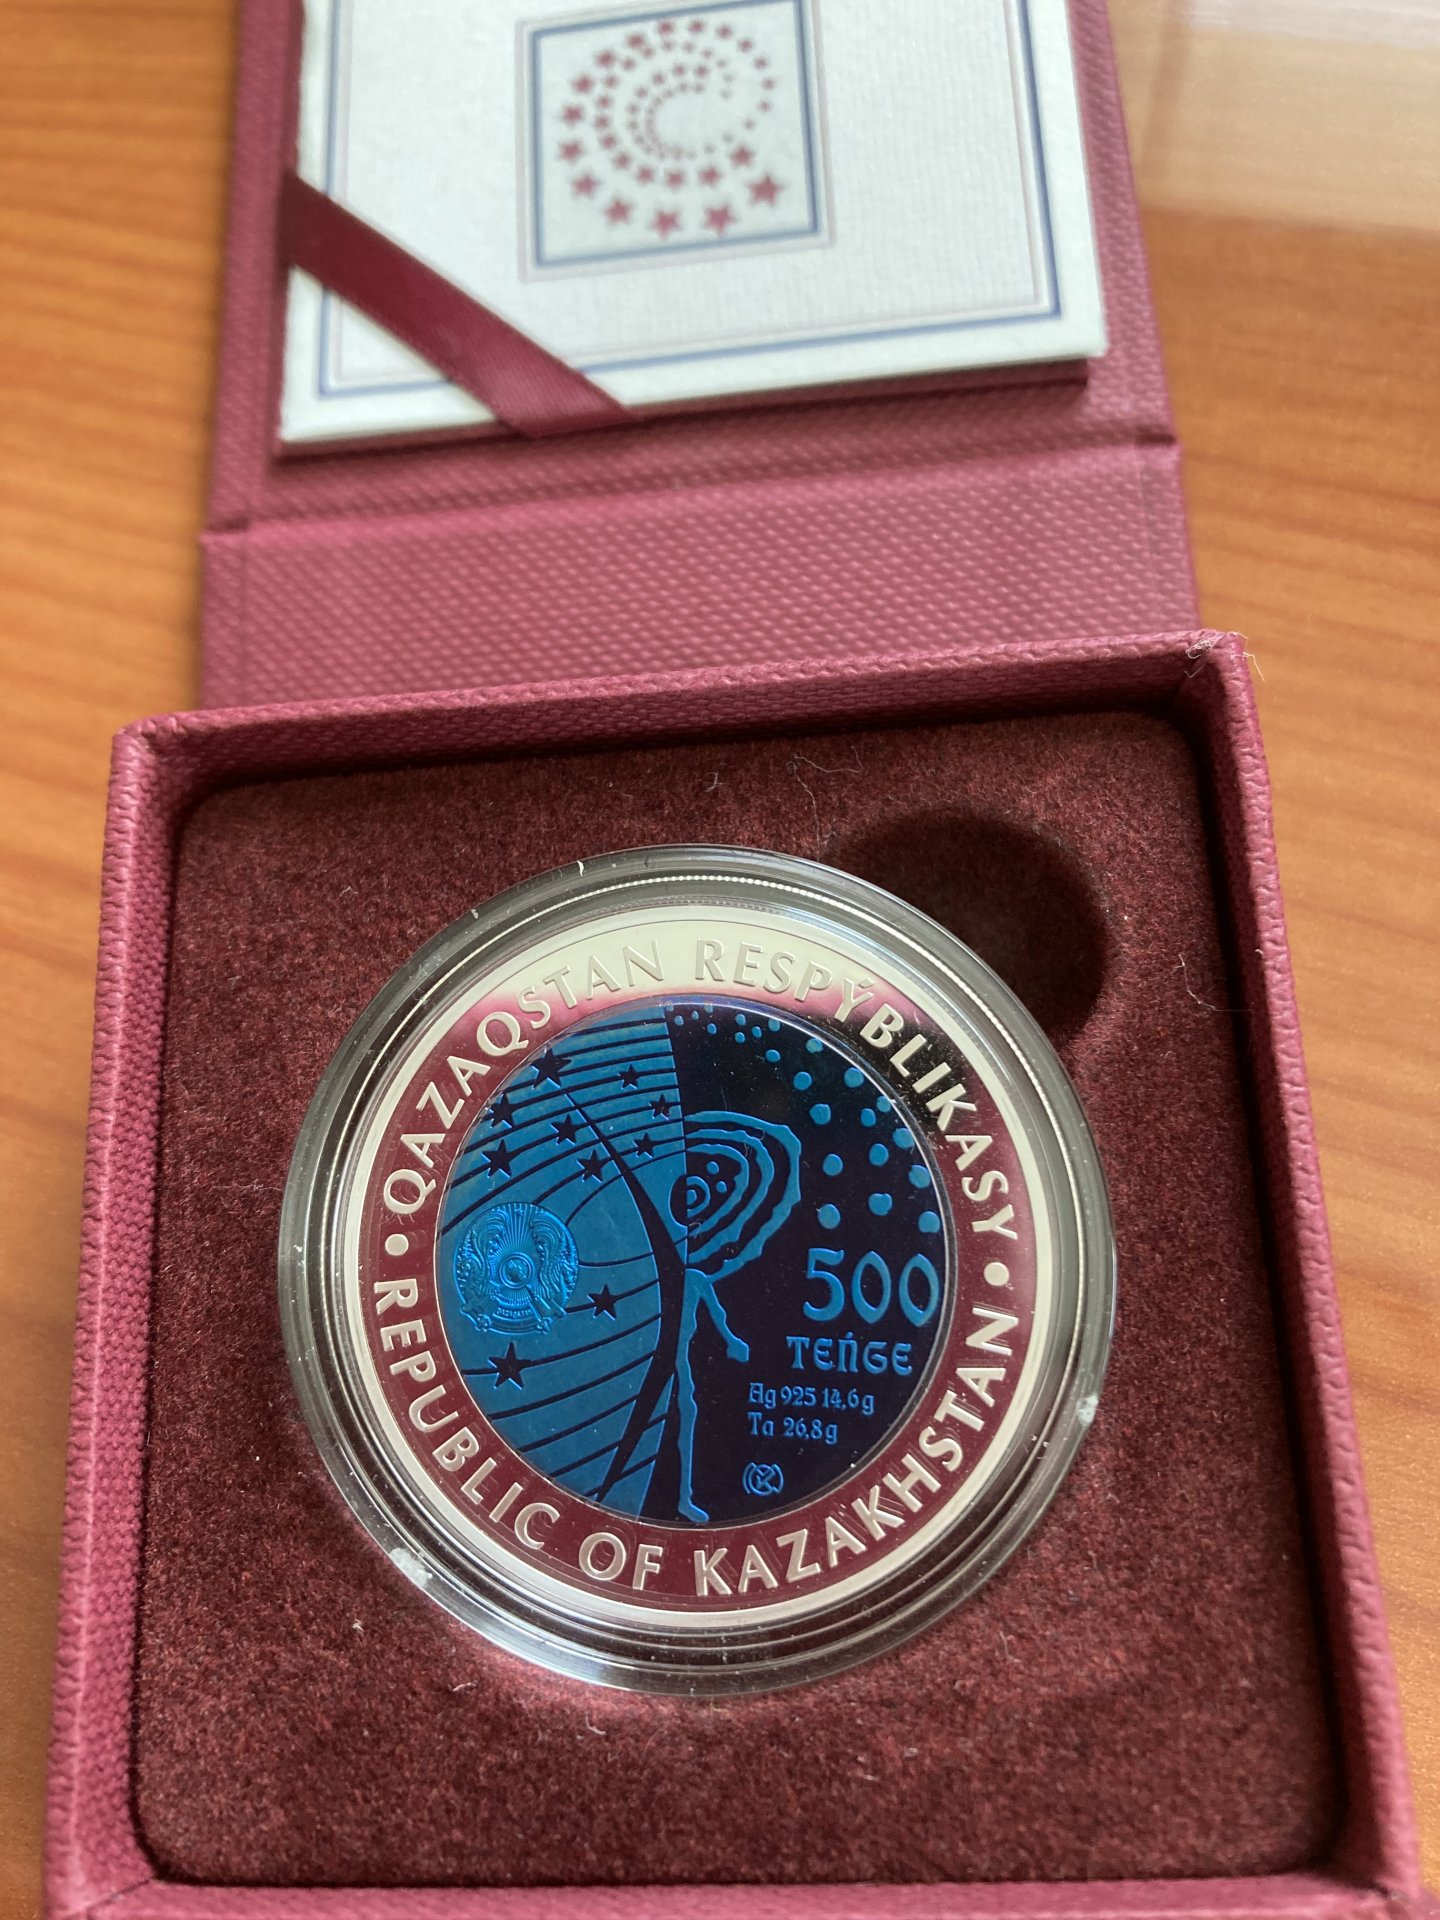 QAZAQSTAN RESPÝBLIKASY
500
TEŃGE
Ag 925 14,6g
Ta 26,8g
REPUBLIC OF KAZAKHSTAN